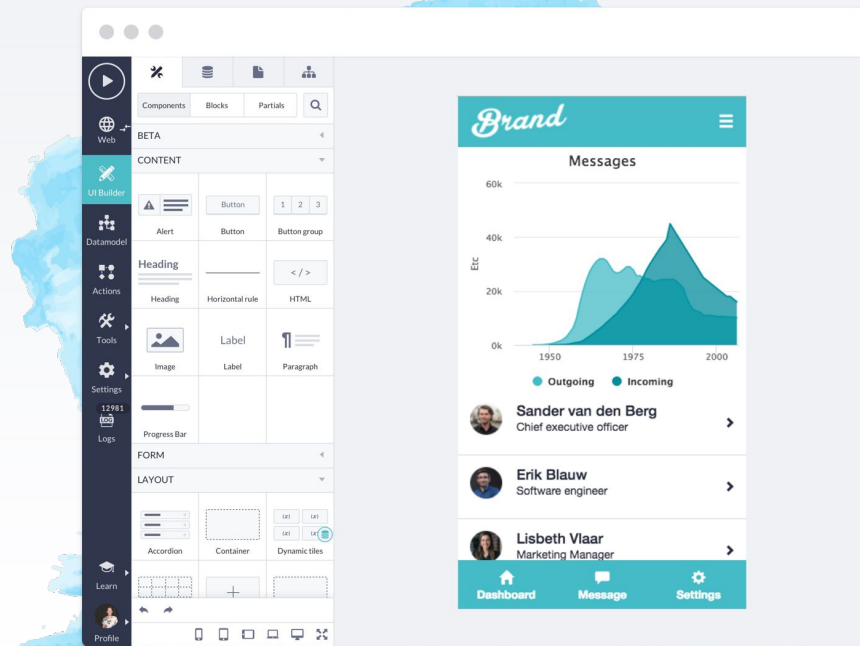 Web
UI Builder
Datamodel
Actions
Tools
Settings
12981
LOG
Logs
Learn
Profile
Components Blocks Partials
BETA
CONTENT
Button 1 2 3
Alert Button Button group
Heading </>
Heading Horizontal rule HTML
Label ¶
Image Label Paragraph
Progress Bar
FORM
LAYOUT
(x) (x)
(x) (x)
Accordion Container Dynamic tiles
Brand
Messages
60k
40k
20k
0k
Etc
1950 1975 2000
Outgoing Incoming
Sander van den Berg
Chief executive officer
Erik Blauw
Software engineer
Lisbeth Vlaar
Marketing Manager
Dashboard Message Settings